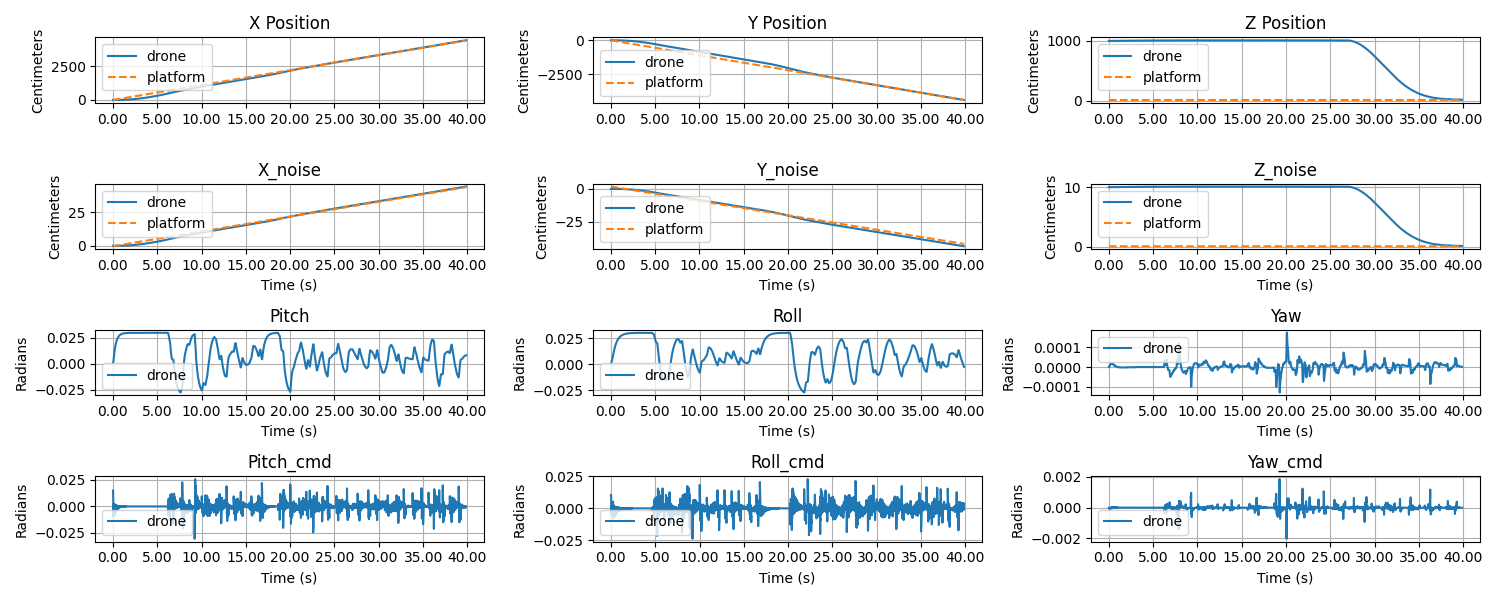 X Position
Y Position
Z Position
Centimeters
2500
0
drone
platform
0.00 5.00 10.00 15.00 20.00 25.00 30.00 35.00 40.00
Centimeters
0
−2500
drone
platform
0.00 5.00 10.00 15.00 20.00 25.00 30.00 35.00 40.00
Centimeters
1000
0
drone
platform
0.00 5.00 10.00 15.00 20.00 25.00 30.00 35.00 40.00
X_noise
Centimeters
25
0
drone
platform
0.00 5.00 10.00 15.00 20.00 25.00 30.00 35.00 40.00
Time (s)
Y_noise
Centimeters
0
−25
drone
platform
0.00 5.00 10.00 15.00 20.00 25.00 30.00 35.00 40.00
Time (s)
Z_noise
Centimeters
10
0
drone
platform
0.00 5.00 10.00 15.00 20.00 25.00 30.00 35.00 40.00
Time (s)
Pitch
Radians
0.025
0.000
−0.025
drone
0.00 5.00 10.00 15.00 20.00 25.00 30.00 35.00 40.00
Time (s)
Roll
Radians
0.025
0.000
−0.025
drone
0.00 5.00 10.00 15.00 20.00 25.00 30.00 35.00 40.00
Time (s)
Yaw
Radians
0.0001
0.0000
−0.0001
drone
0.00 5.00 10.00 15.00 20.00 25.00 30.00 35.00 40.00
Time (s)
Pitch_cmd
Radians
0.025
0.000
−0.025
drone
0.00 5.00 10.00 15.00 20.00 25.00 30.00 35.00 40.00
Time (s)
Roll_cmd
Radians
0.025
0.000
−0.025
drone
0.00 5.00 10.00 15.00 20.00 25.00 30.00 35.00 40.00
Time (s)
Yaw_cmd
Radians
0.002
0.000
−0.002
drone
0.00 5.00 10.00 15.00 20.00 25.00 30.00 35.00 40.00
Time (s)